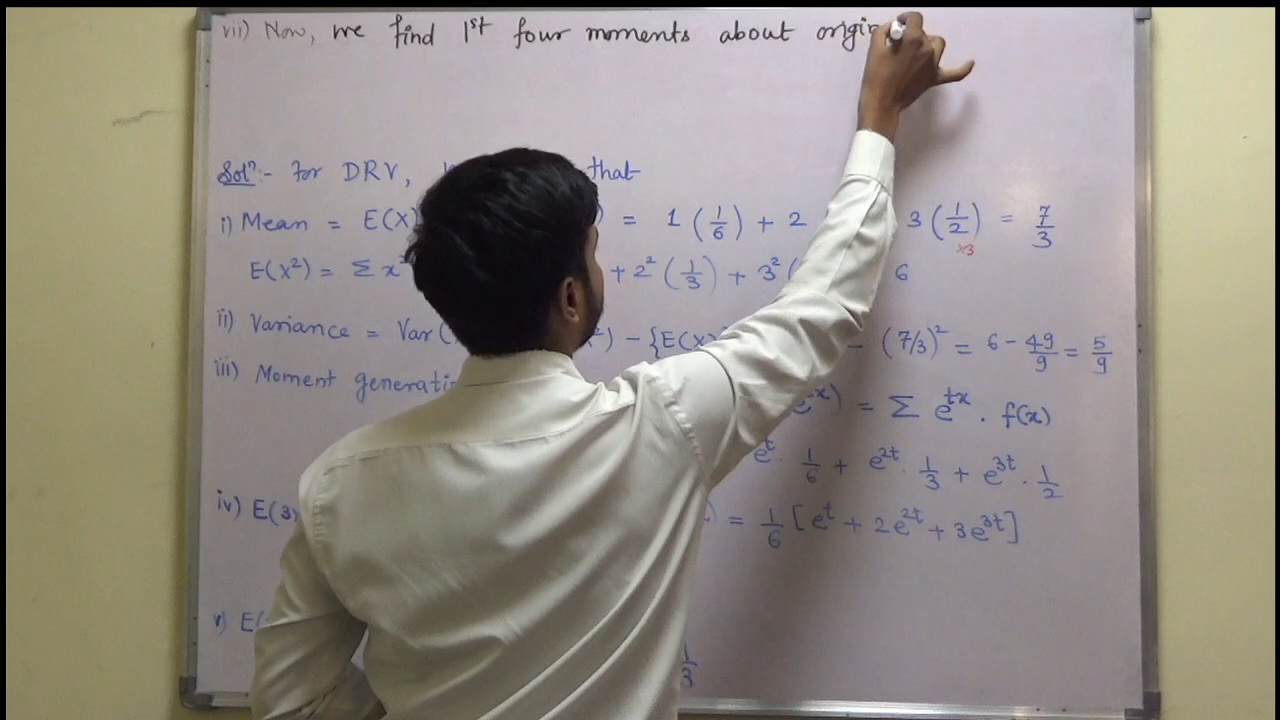 vii) Now, we find 1st four moments about origin
Solⁿ:- For DRV, that
i) Mean = E(X) = 1 (1/6) + 2 3 (1/2) = 7/3
×3
E(X²) = Σ x² + 2² (1/3) + 3² ( 6
ii) Variance = Var ( ²) - {E(X) - (7/3)² = 6 - 49/9 = 5/9
iii) Moment
) = Σ e^tx . f(x)
e^t . 1/6 + e^2t . 1/3 + e^3t . 1/2
iv) E(3 ) = 1/6 [e^t + 2e^2t + 3e^3t]
v) E(
1/3